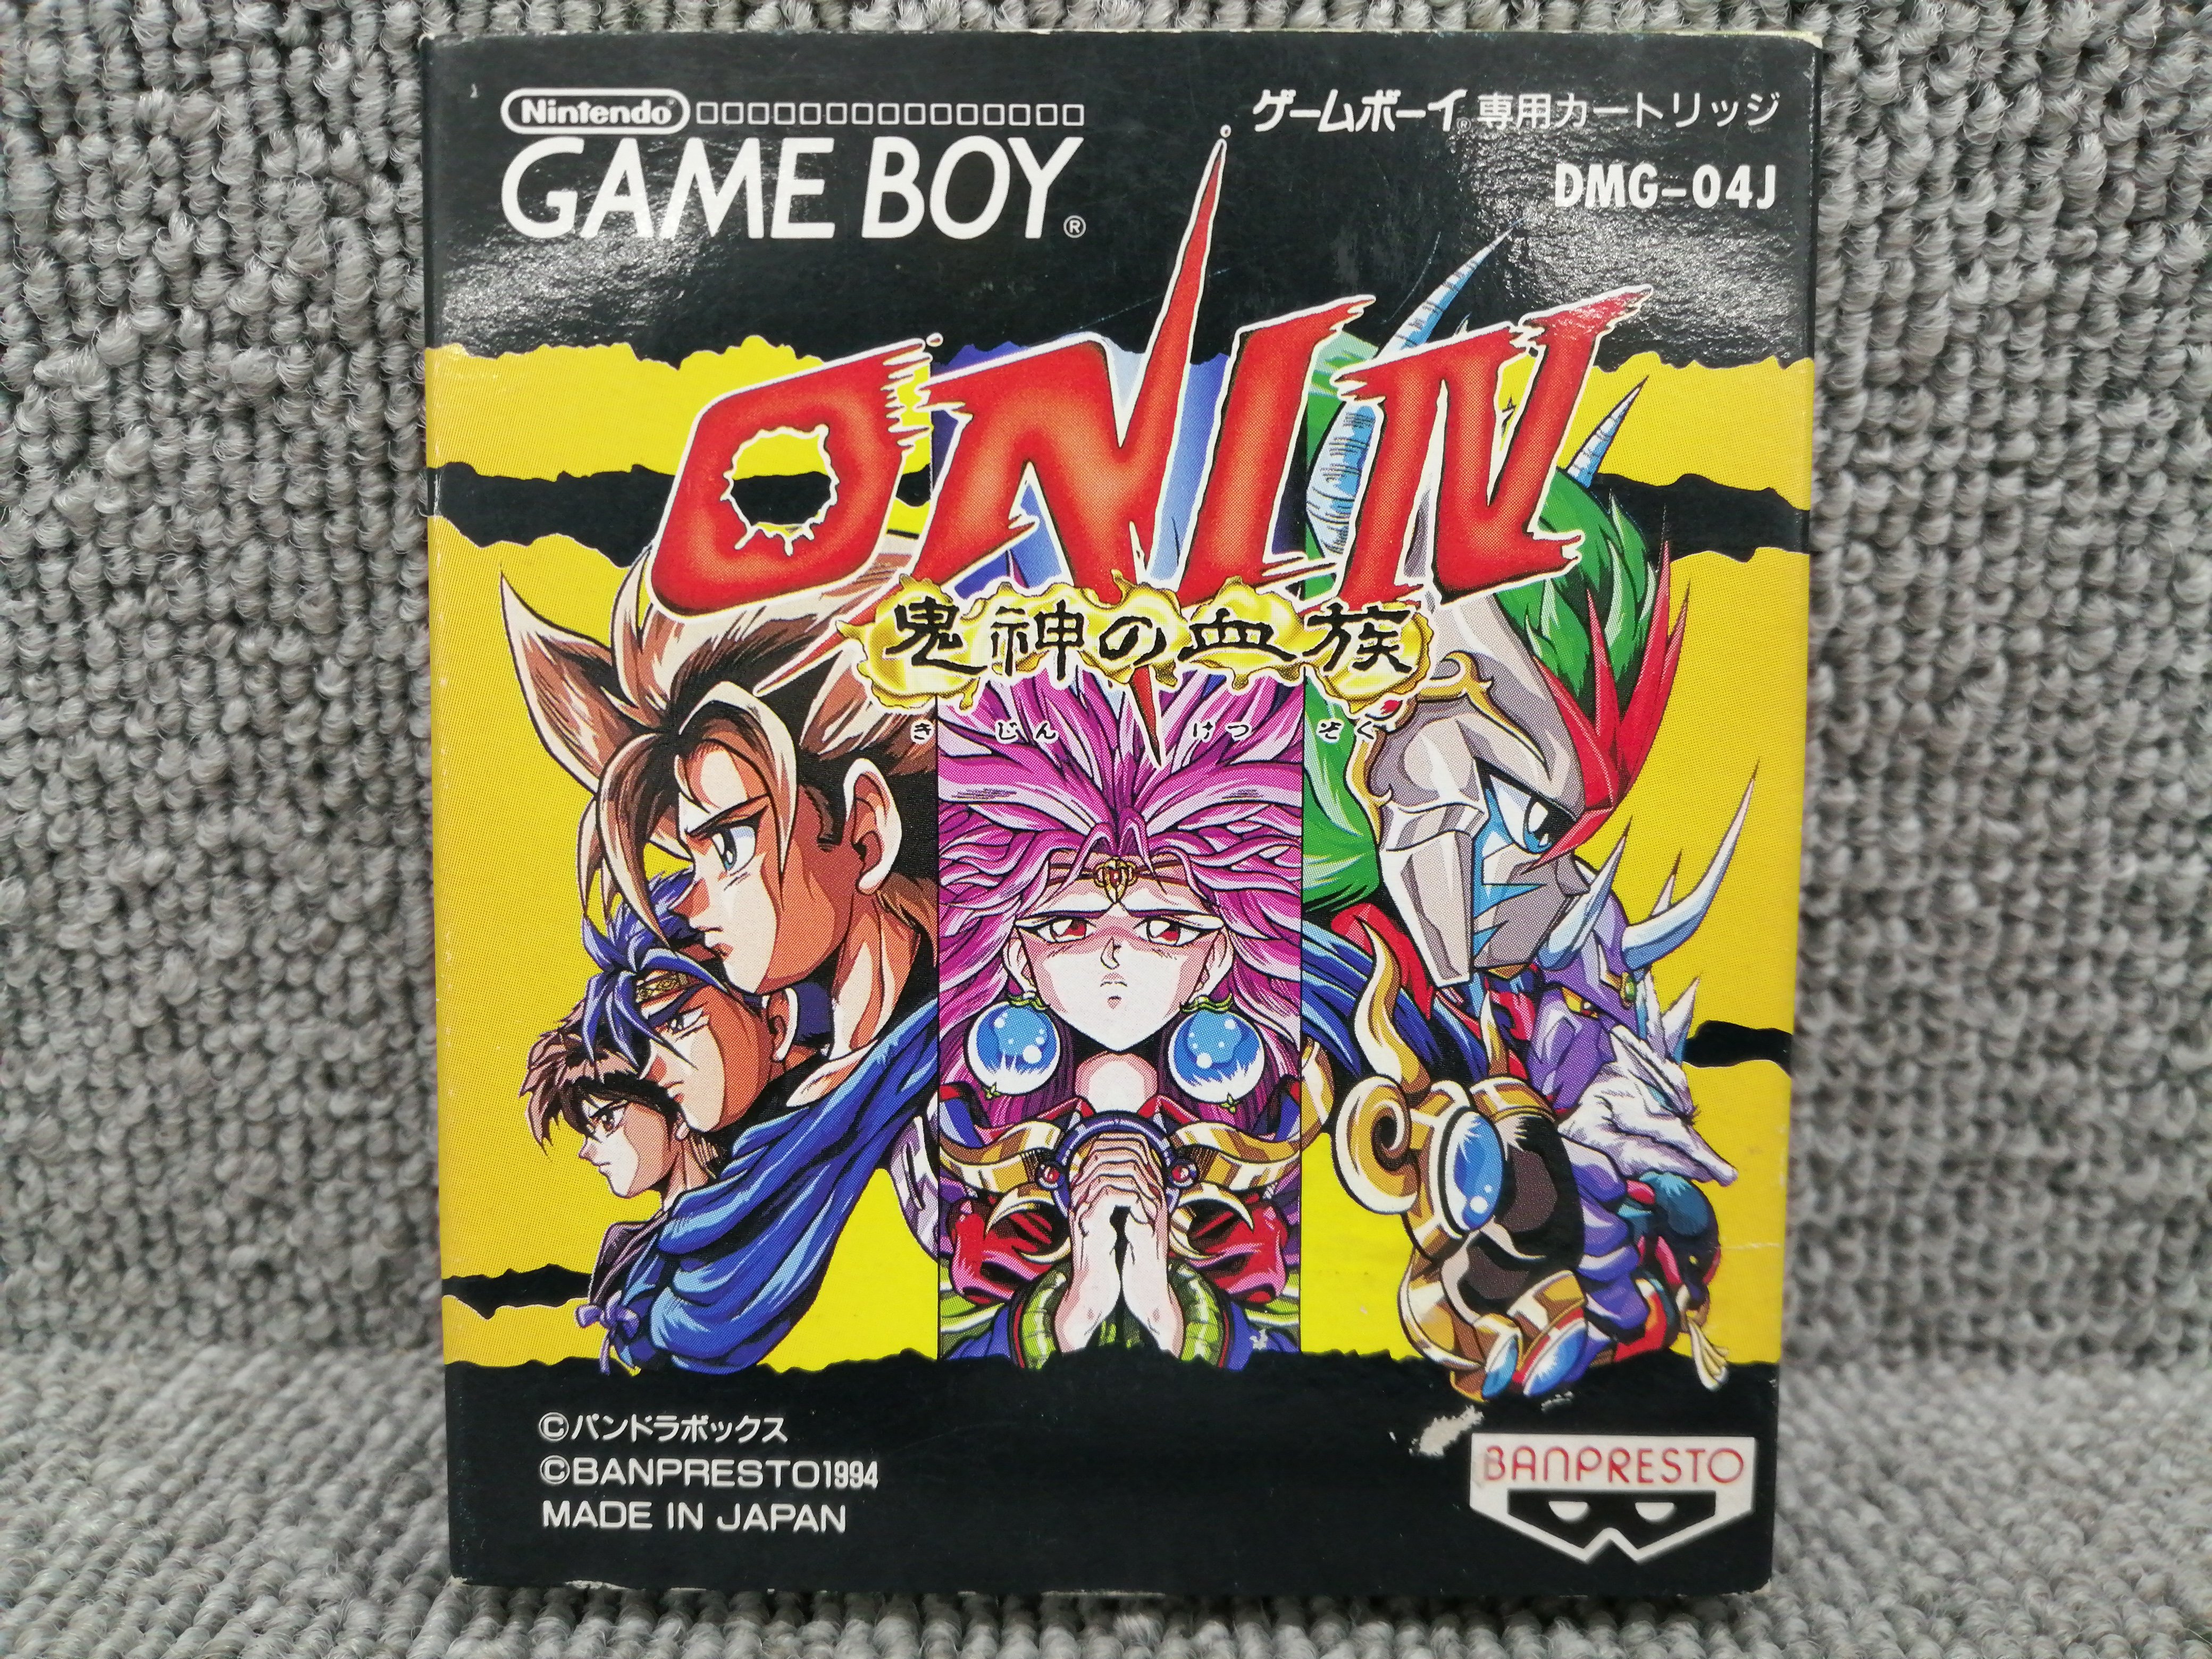 Nintendo®
GAME BOY®
ゲームボーイ®専用カートリッジ
DMG-04J
ONI IV
鬼神の血族
きじん けつぞく
©パンドラボックス
©BANPRESTO1994
MADE IN JAPAN
BANPRESTO